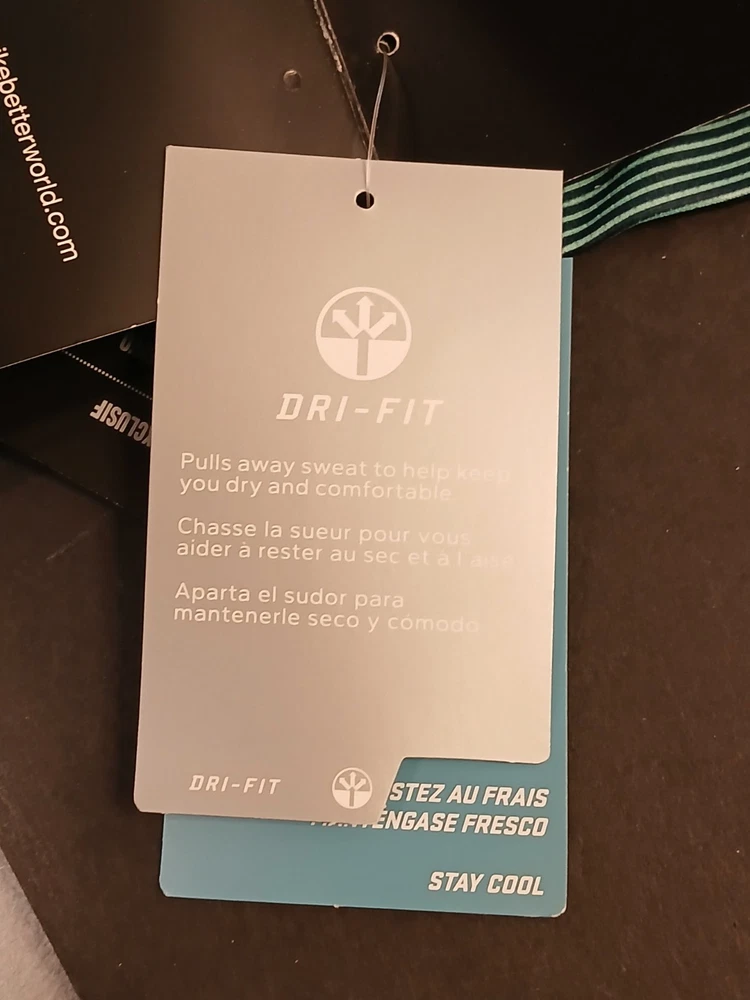 ikebetterworld.com
XCLUSIF
DRI-FIT
Pulls away sweat to help keep
you dry and comfortable
Chasse la sueur pour vous
aider à rester au sec et à l'aise
Aparta el sudor para
mantenerle seco y cómodo
DRI-FIT
STEZ AU FRAIS
MANTÉNGASE FRESCO
STAY COOL